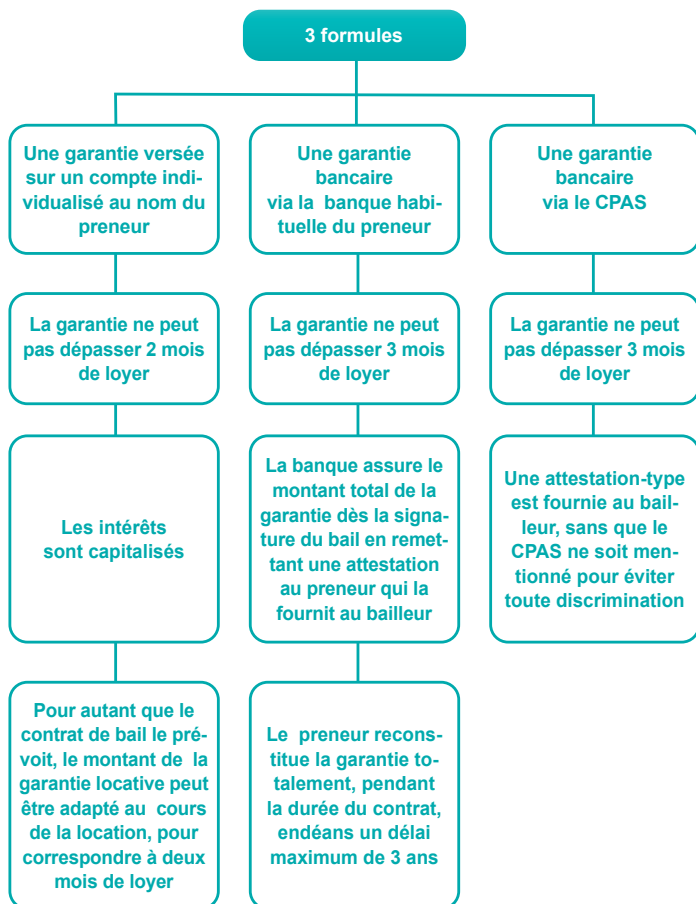 3 formules
Une garantie versée
sur un compte indi-
vidualisé au nom du
preneur
Une garantie
bancaire
via la banque habi-
tuelle du preneur
Une garantie
bancaire
via le CPAS
La garantie ne peut
pas dépasser 2 mois
de loyer
La garantie ne peut
pas dépasser 3 mois
de loyer
La garantie ne peut
pas dépasser 3 mois
de loyer
Les intérêts
sont capitalisés
La banque assure le
montant total de la
garantie dès la signa-
ture du bail en remet-
tant une attestation
au preneur qui la
fournit au bailleur
Une attestation-type
est fournie au bail-
leur, sans que le
CPAS ne soit men-
tionné pour éviter
toute discrimination
Pour autant que le
contrat de bail le pré-
voit, le montant de la
garantie locative peut
être adapté au cours
de la location, pour
correspondre à deux
mois de loyer
Le preneur recons-
titue la garantie to-
talement, pendant
la durée du contrat,
endéans un délai
maximum de 3 ans